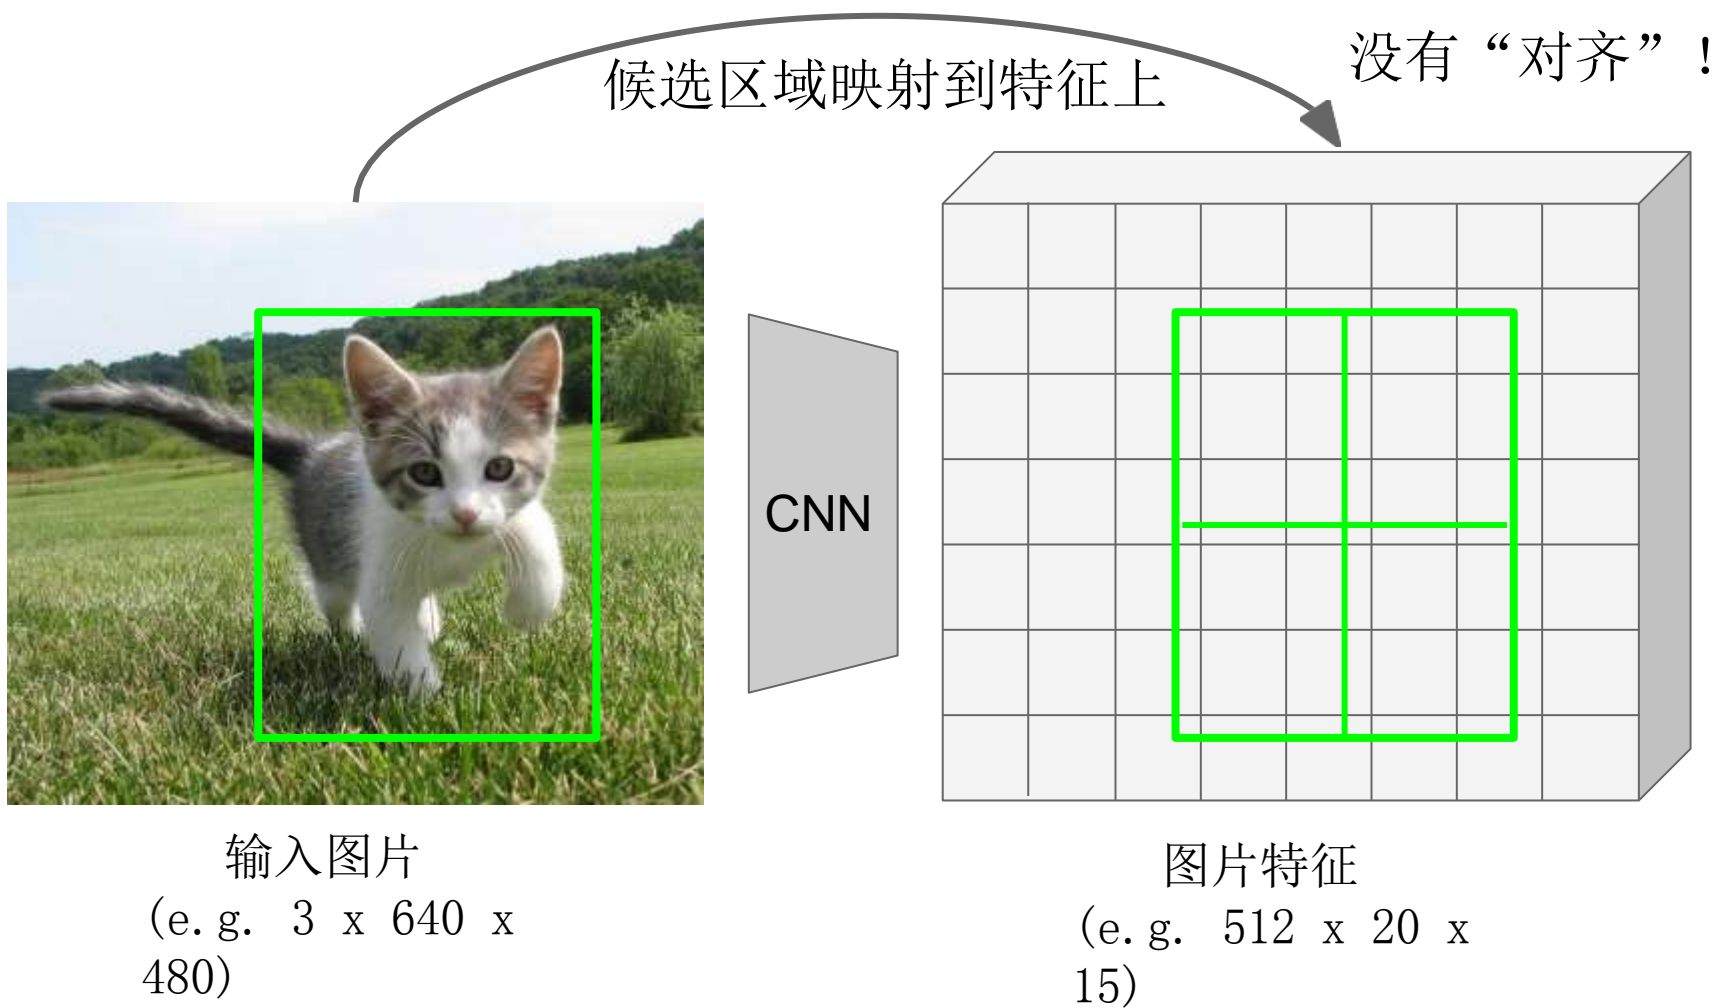 没有“对齐”!
候选区域映射到特征上
CNN
输入图片
(e.g. 3 x 640 x
480)
图片特征
(e.g. 512 x 20 x
15)